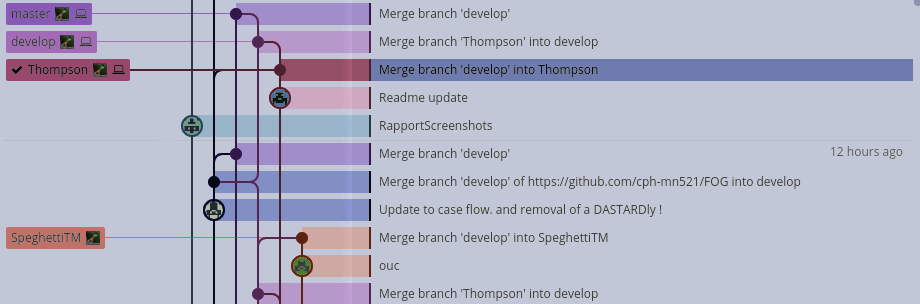 master Merge branch 'develop'
develop Merge branch 'Thompson' into develop
Thompson Merge branch 'develop' into Thompson
Readme update
RapportScreenshots
Merge branch 'develop' 12 hours ago
Merge branch 'develop' of https://github.com/cph-mn521/FOG into develop
Update to case flow. and removal of a DASTARDly !
SpeghettiTM Merge branch 'develop' into SpeghettiTM
ouc
Merge branch 'Thompson' into develop